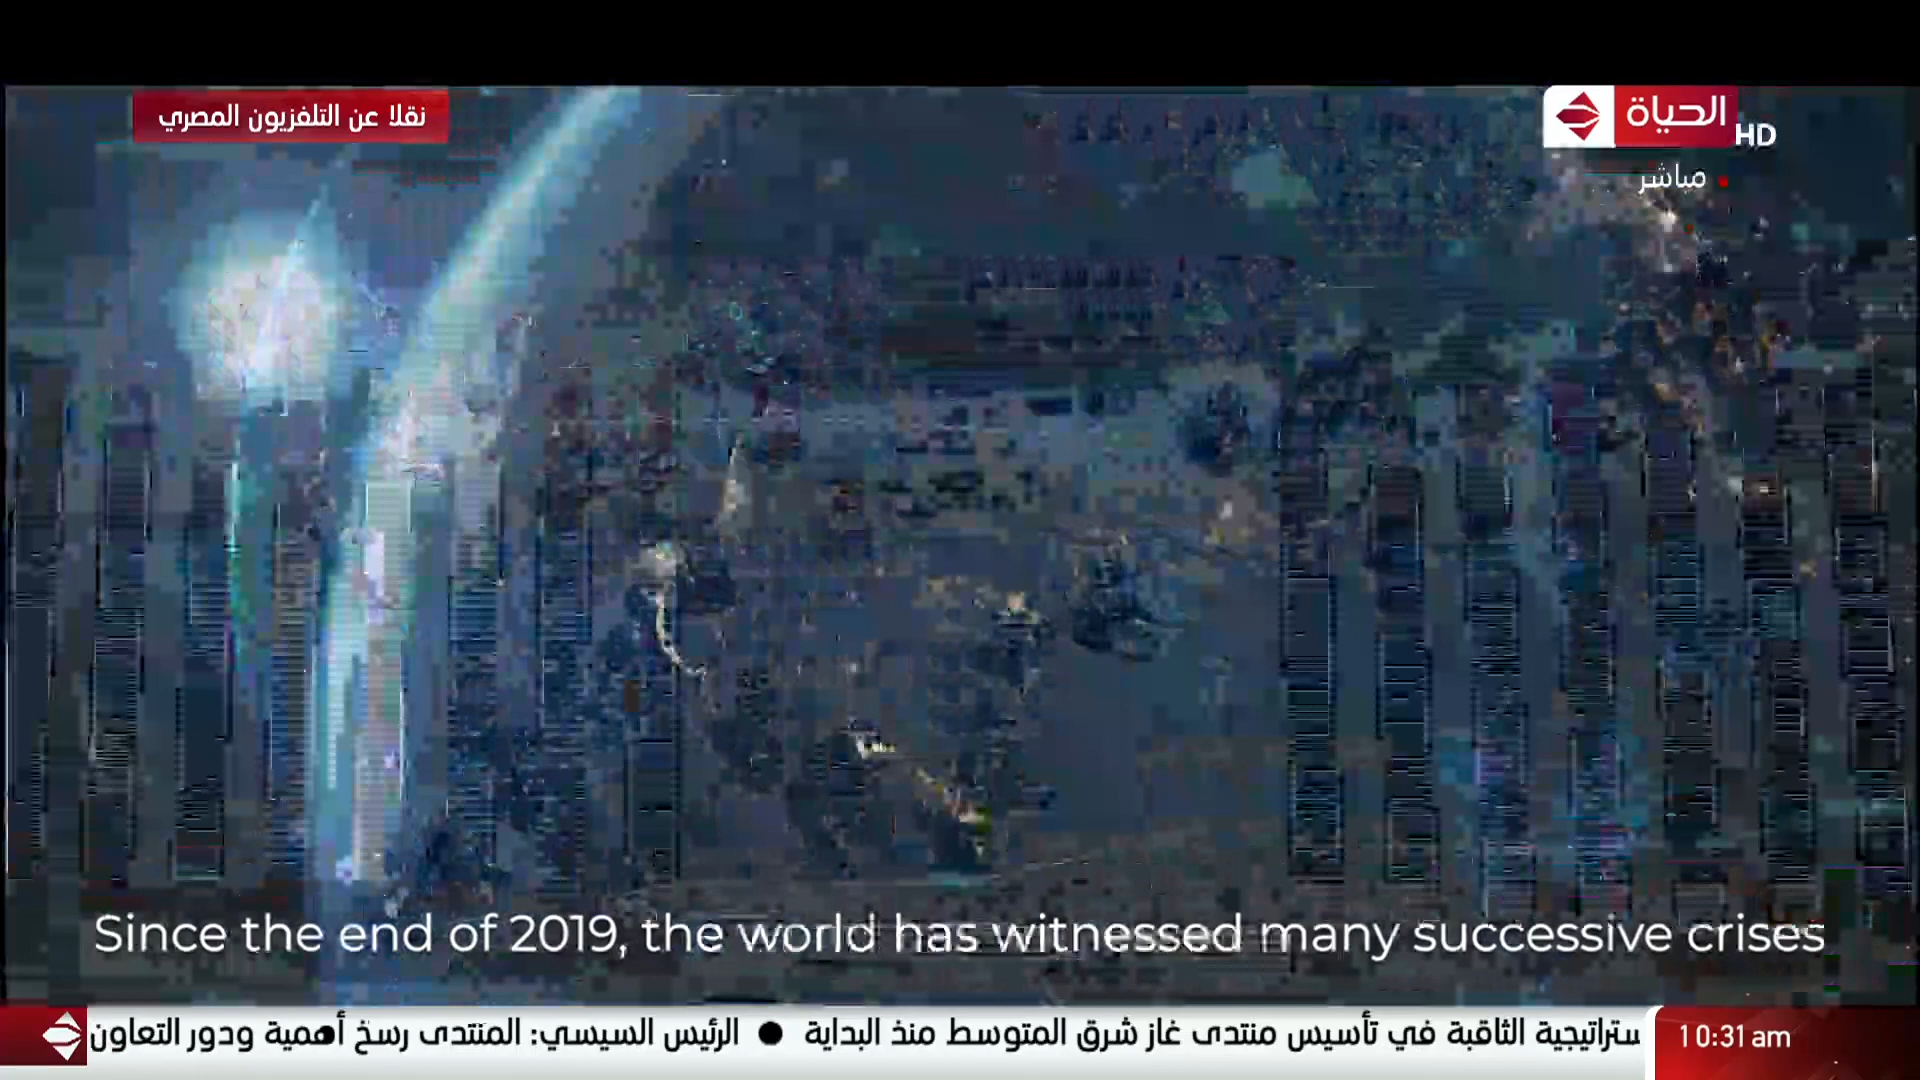 نقلا عن التلفزيون المصري
الحياة
HD
مباشر
Since the end of 2019, the world has witnessed many successive crises
ستراتيجية الثاقبة في تأسيس منتدى غاز شرق المتوسط منذ البداية ● الرئيس السيسي: المنتدى رسخ أهمية ودور التعاون
10:31 am